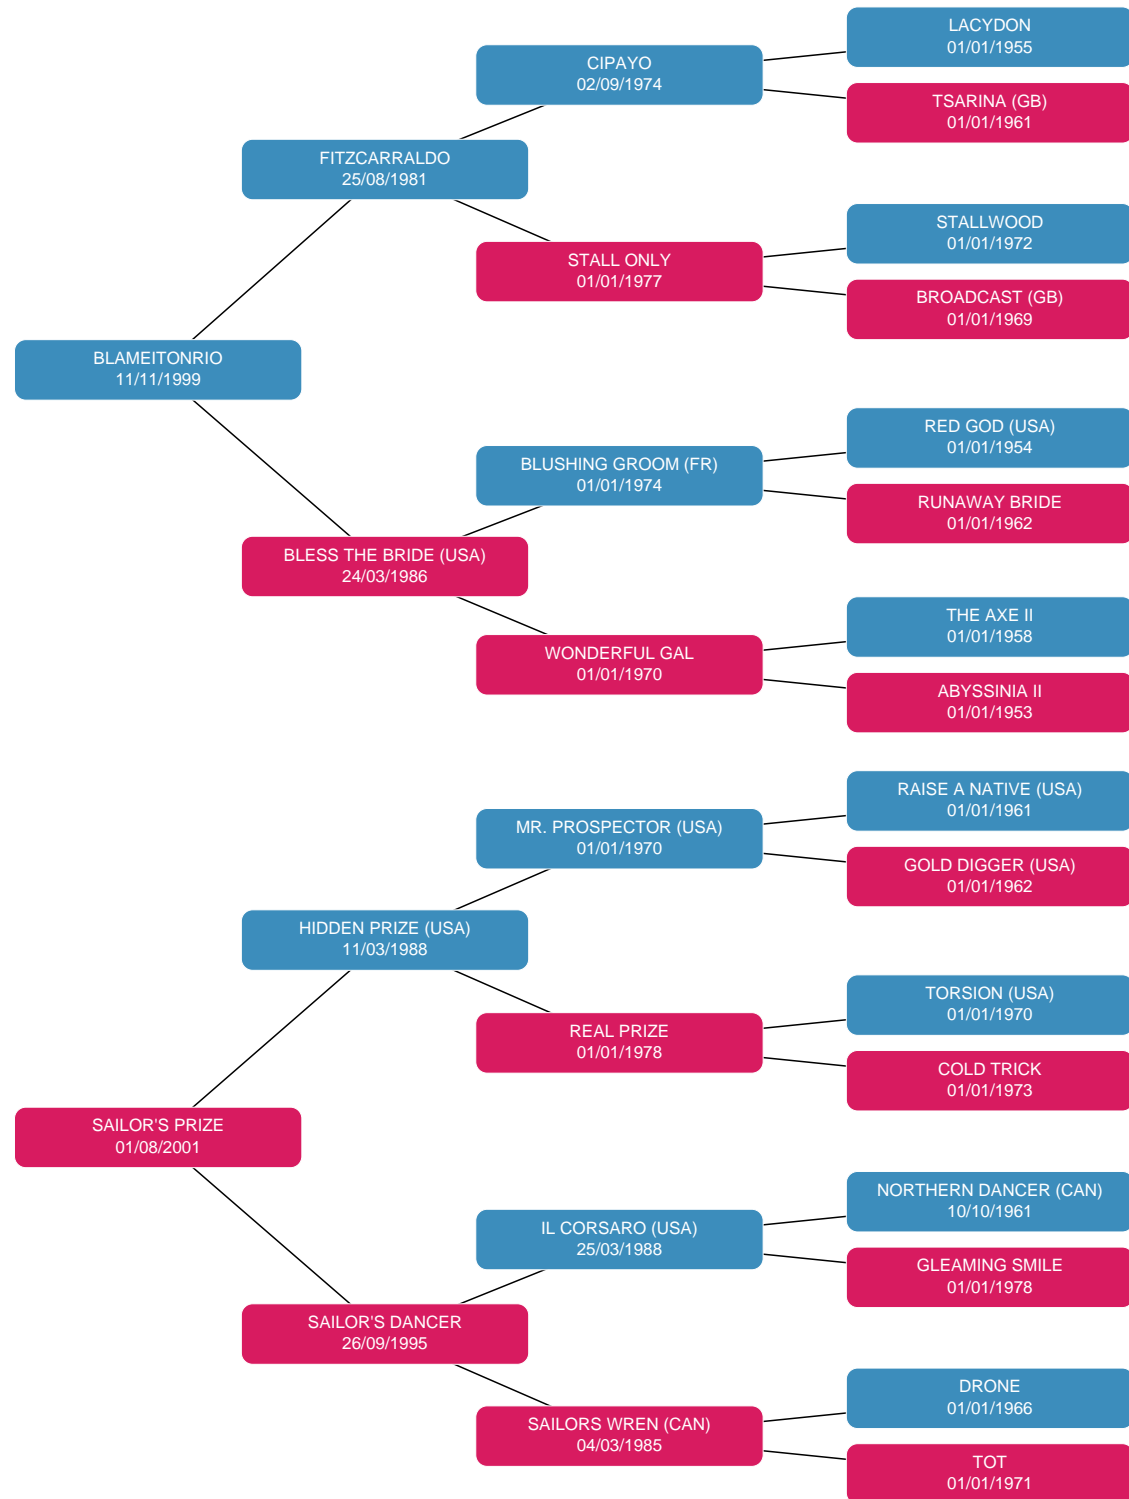 LACYDON
01/01/1955
CIPAYO
02/09/1974
TSARINA (GB)
01/01/1961
FITZCARRALDO
25/08/1981
STALLWOOD
01/01/1972
STALL ONLY
01/01/1977
BROADCAST (GB)
01/01/1969
BLAMEITONRIO
11/11/1999
RED GOD (USA)
01/01/1954
BLUSHING GROOM (FR)
01/01/1974
RUNAWAY BRIDE
01/01/1962
BLESS THE BRIDE (USA)
24/03/1986
THE AXE II
01/01/1958
WONDERFUL GAL
01/01/1970
ABYSSINIA II
01/01/1953
RAISE A NATIVE (USA)
01/01/1961
MR. PROSPECTOR (USA)
01/01/1970
GOLD DIGGER (USA)
01/01/1962
HIDDEN PRIZE (USA)
11/03/1988
TORSION (USA)
01/01/1970
REAL PRIZE
01/01/1978
COLD TRICK
01/01/1973
SAILOR'S PRIZE
01/08/2001
NORTHERN DANCER (CAN)
10/10/1961
IL CORSARO (USA)
25/03/1988
GLEAMING SMILE
01/01/1978
SAILOR'S DANCER
26/09/1995
DRONE
01/01/1966
SAILORS WREN (CAN)
04/03/1985
TOT
01/01/1971